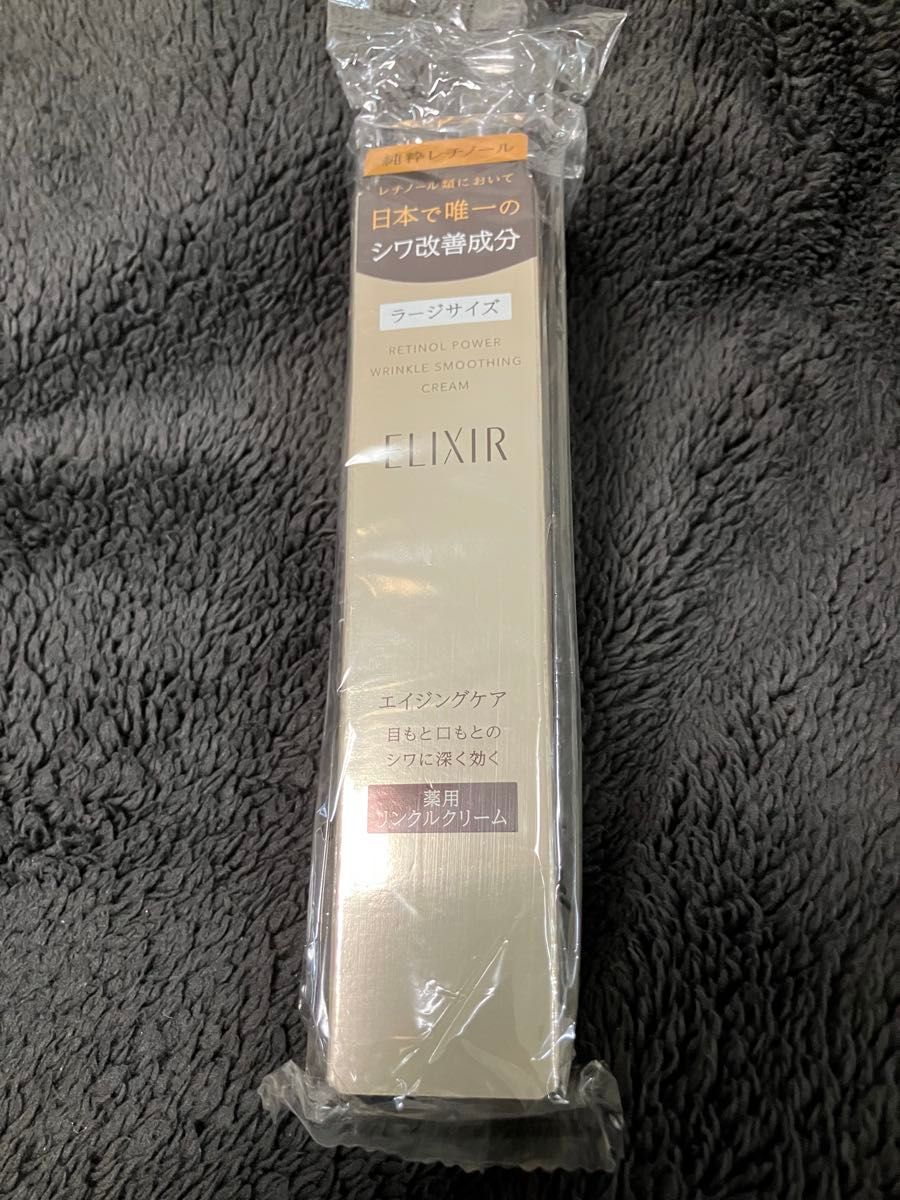 純粋レチノール
レチノール類において
日本で唯一の
シワ改善成分
ラージサイズ
RETINOL POWER
WRINKLE SMOOTHING
CREAM
ELIXIR
エイジングケア
目もと口もとの
シワに深く効く
薬用
リンクルクリーム